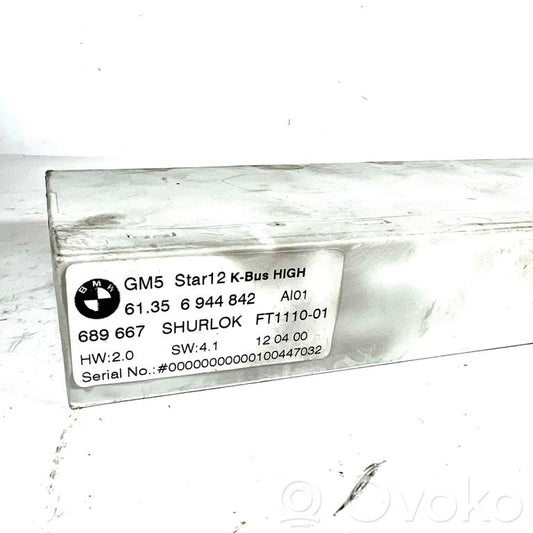 BMW
GM5 Star12 K-Bus HIGH
61.35 6 944 842 AI01
689 667 SHURLOK FT1110-01
HW:2.0 SW:4.1 12 04 00
Serial No.:#00000000000100447032
Ovoko